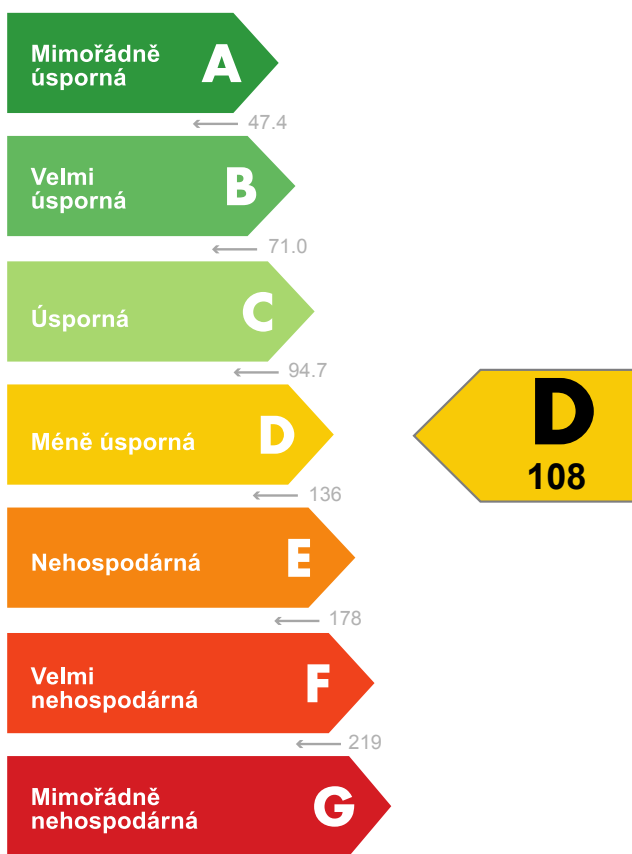 Mimořádně
úsporná
A
47.4
Velmi
úsporná
B
71.0
Úsporná
C
94.7
Méně úsporná
D
136
D
108
Nehospodárná
E
178
Velmi
nehospodárná
F
219
Mimořádně
nehospodárná
G